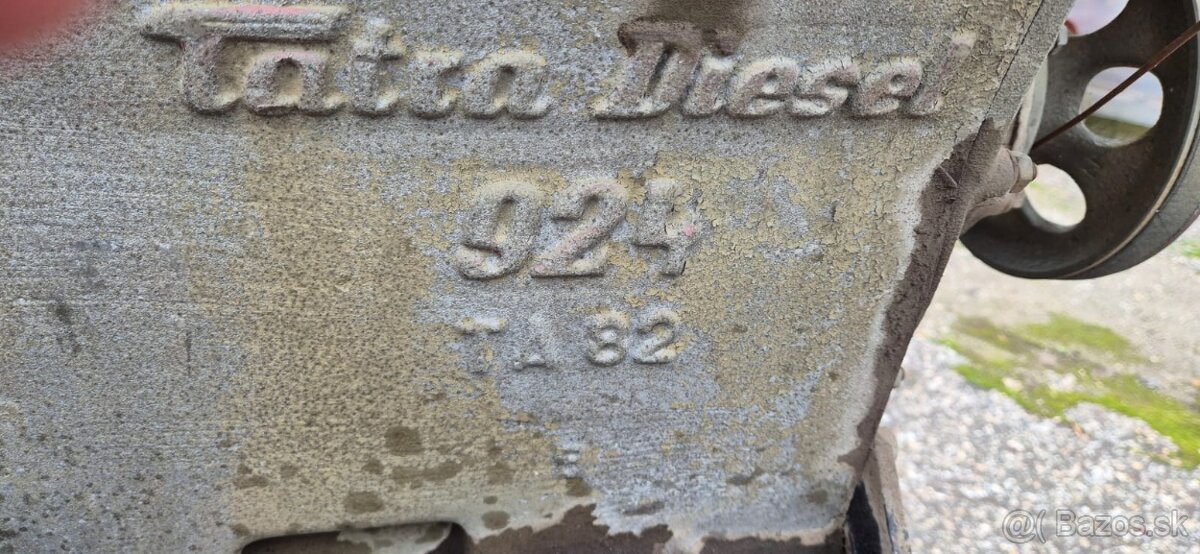 Tatra Diesel
924
TA 82
@( Bazos.sk